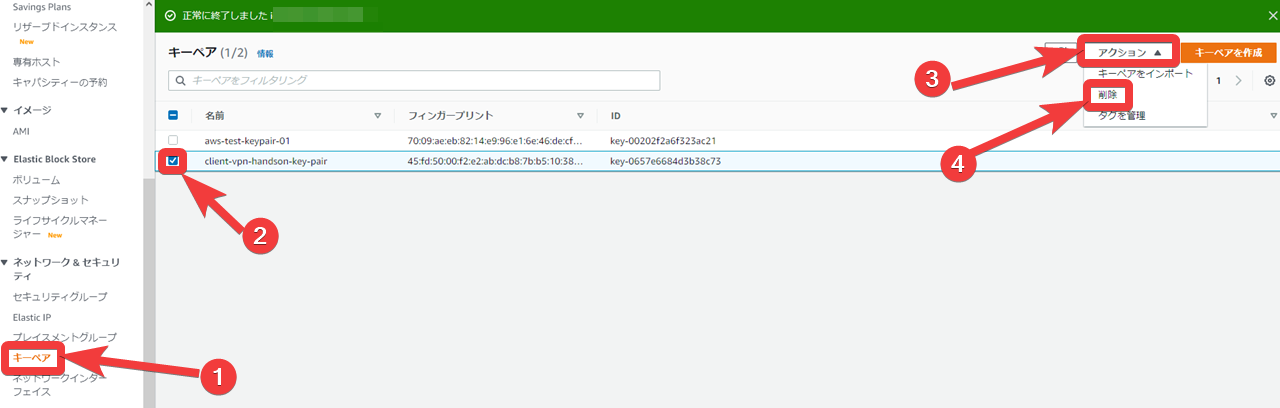 Savings Plans
リザーブドインスタンス
New
専有ホスト
キャパシティーの予約
イメージ
AMI
Elastic Block Store
ボリューム
スナップショット
ライフサイクルマネー
ジャー New
ネットワーク & セキュリ
ティ
セキュリティグループ
Elastic IP
プレイスメントグループ
キーペア
ネットワークインター
フェイス
正常に終了しました i
キーペア (1/2) 情報
アクション ▲ キーペアを作成
キーペアをフィルタリング
キーペアをインポート
削除
タグを管理
1
名前 フィンガープリント ID
aws-test-keypair-01 70:09:ae:eb:82:14:e9:96:e1:6e:46:de:cf... key-00202f2a6f323ac21
client-vpn-handson-key-pair 45:fd:50:00:f2:e2:ab:dc:b8:7b:b5:10:38... key-0657e6684d3b38c73
1
2
3
4